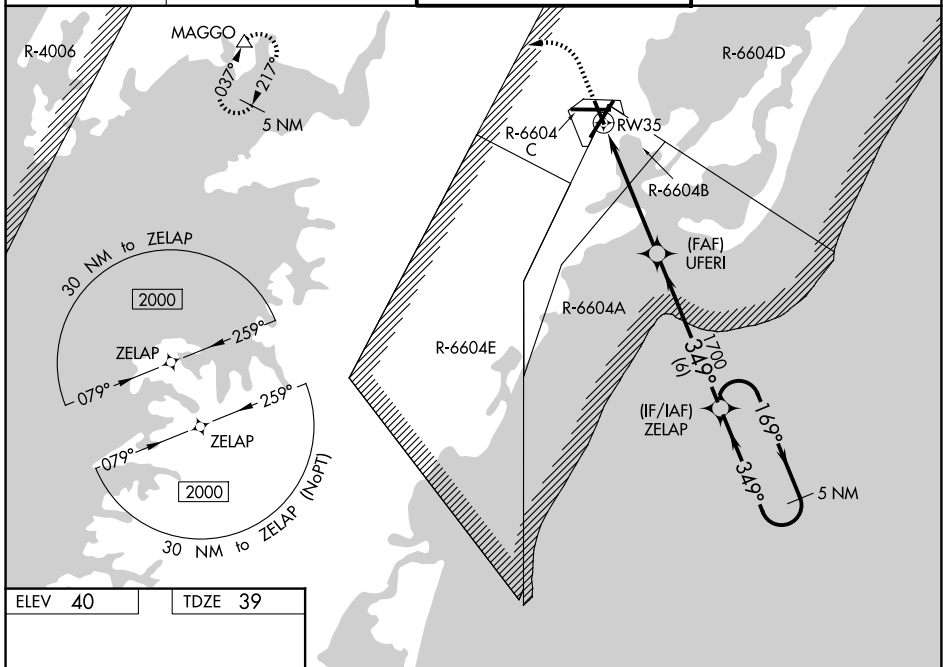 R-4006
MAGGO
037°
217°
5 NM
R-6604D
R-6604
C
RW35
R-6604B
(FAF)
UFERI
R-6604A
R-6604E
1700
349°
(6)
(IF/IAF)
ZELAP
169°
349°
5 NM
30 NM to ZELAP
2000
259°
ZELAP
079°
259°
ZELAP
079°
2000
30 NM to ZELAP (NoPT)
ELEV 40
TDZE 39